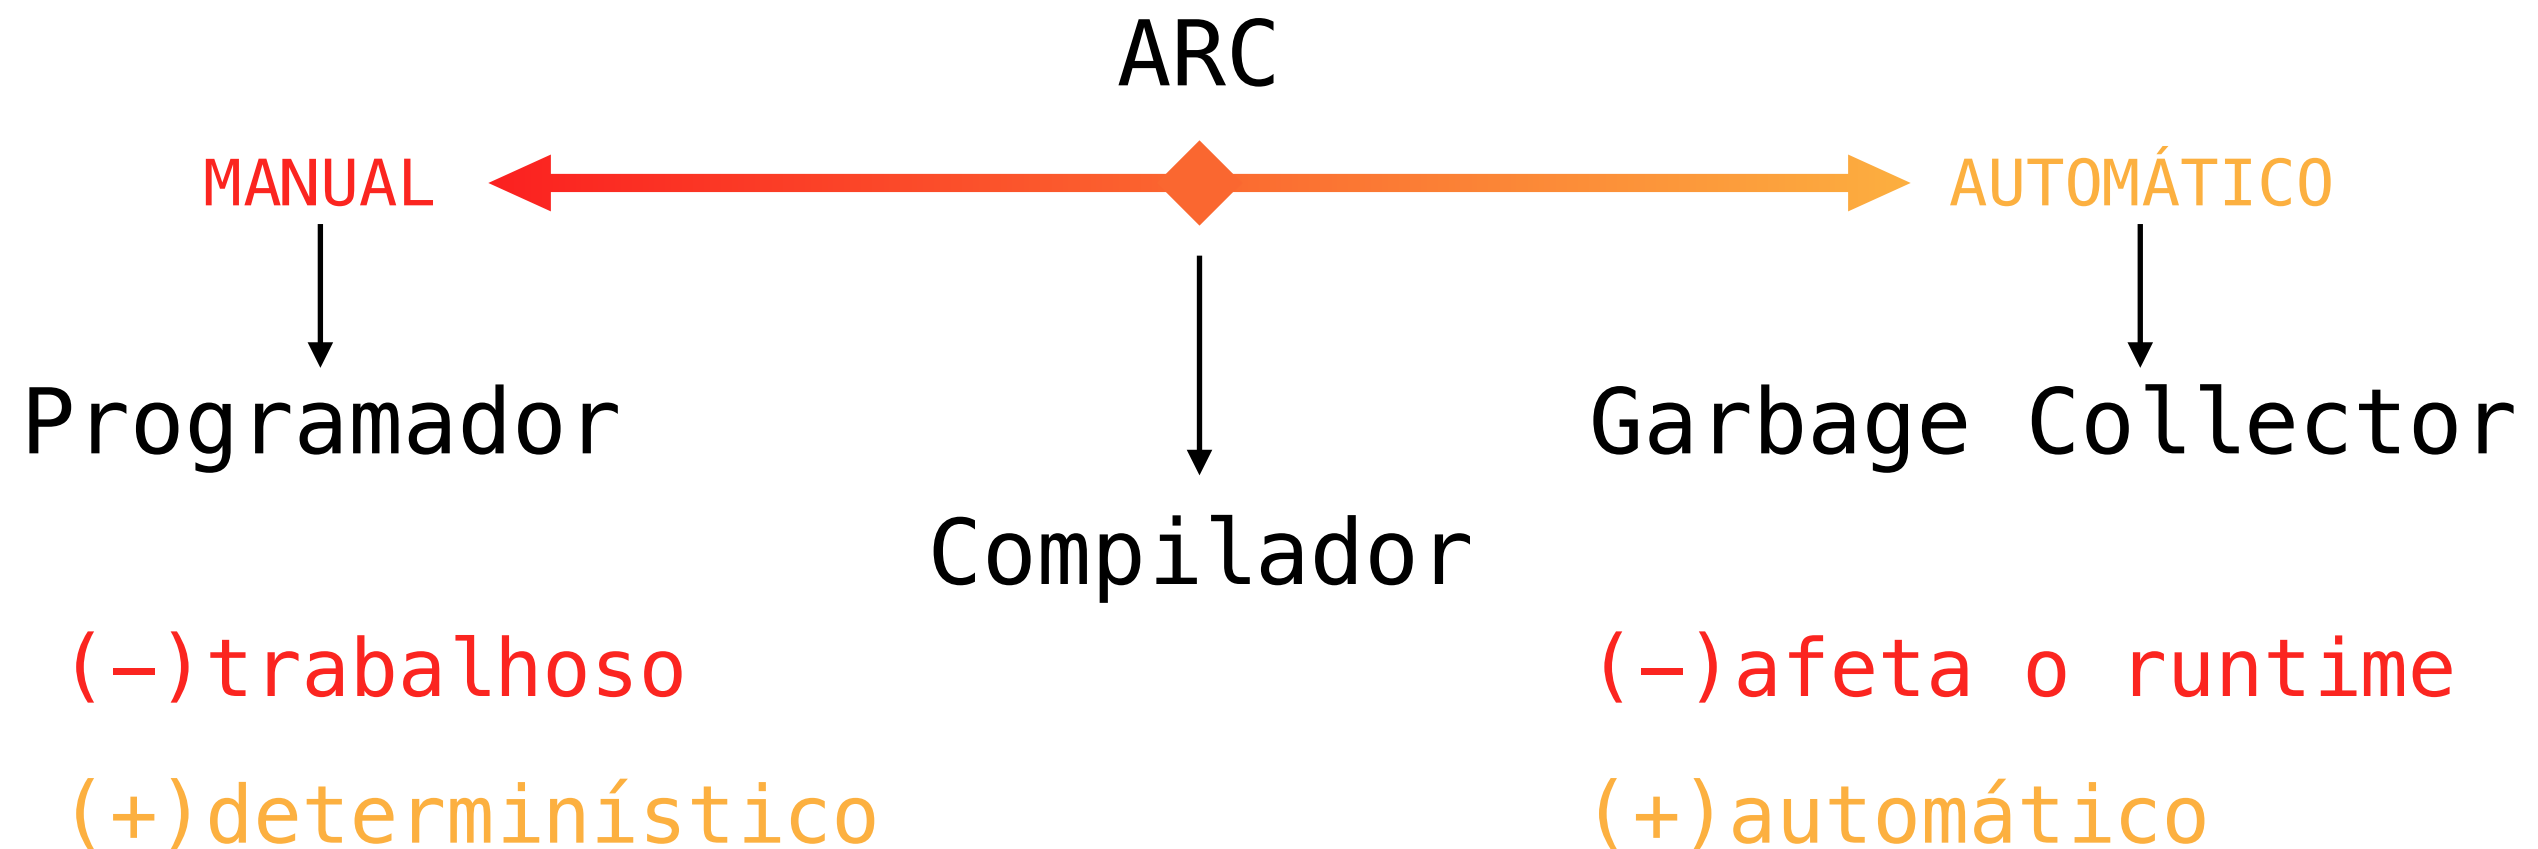 ARC
MANUAL
AUTOMÁTICO
Programador
Garbage Collector
Compilador
(-)trabalhoso
(-)afeta o runtime
(+)determinístico
(+)automático